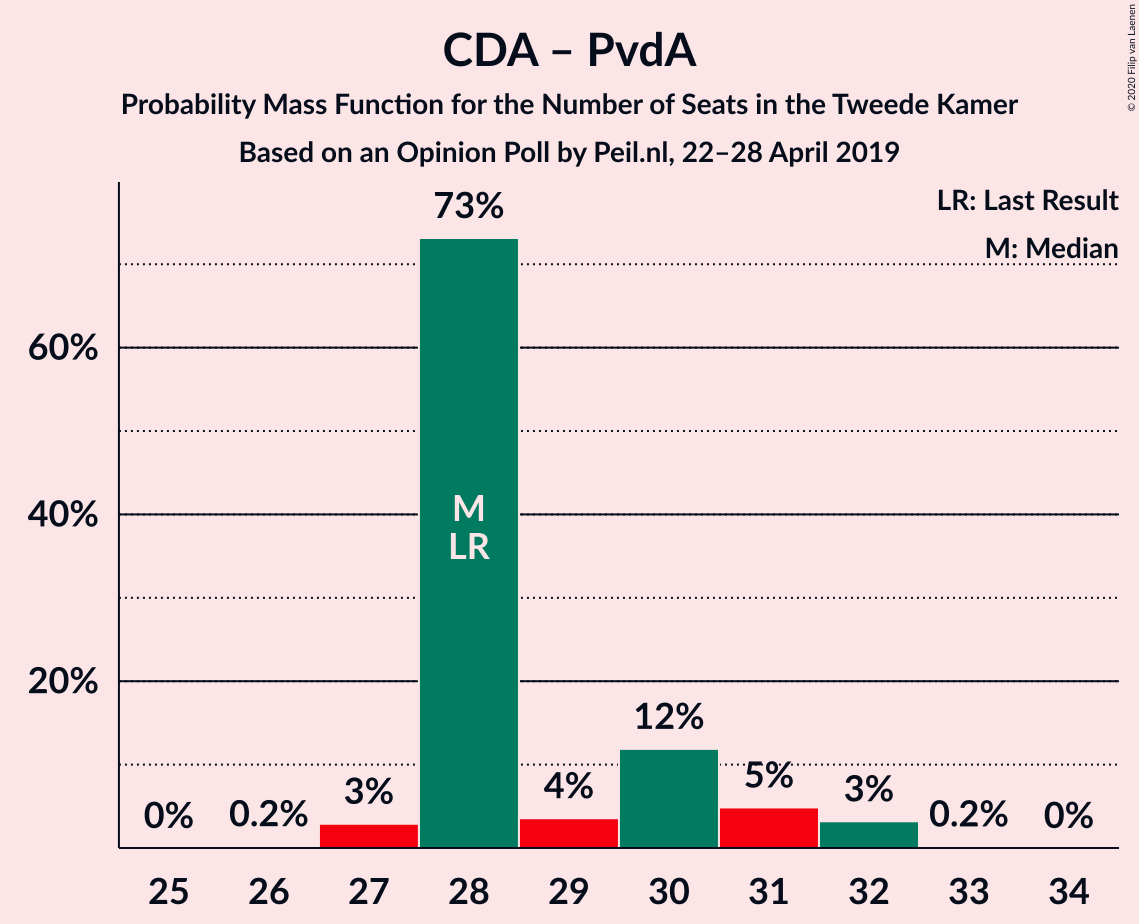 CDA – PvdA
Probability Mass Function for the Number of Seats in the Tweede Kamer
Based on an Opinion Poll by Peil.nl, 22–28 April 2019
© 2020 Filip van Laenen
LR: Last Result
M: Median
60%
40%
20%
0%
0.2%
3%
73%
M
LR
4%
12%
5%
3%
0.2%
0%
25 26 27 28 29 30 31 32 33 34